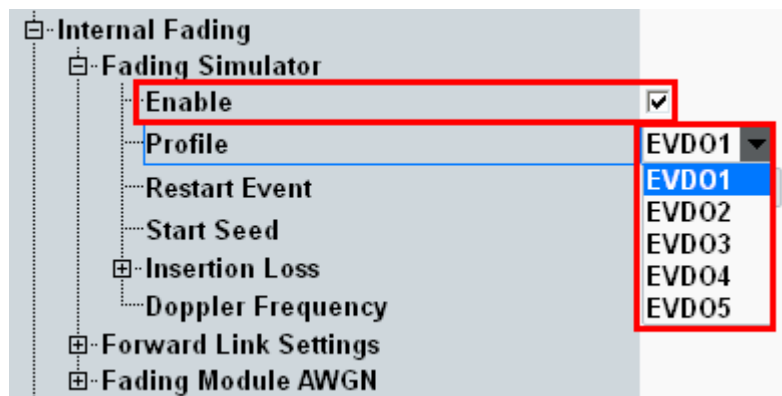 Internal Fading
Fading Simulator
Enable
Profile EVDO1
EVDO1
Restart Event
EVDO2
Start Seed
EVDO3
Insertion Loss
EVDO4
Doppler Frequency
EVDO5
Forward Link Settings
Fading Module AWGN